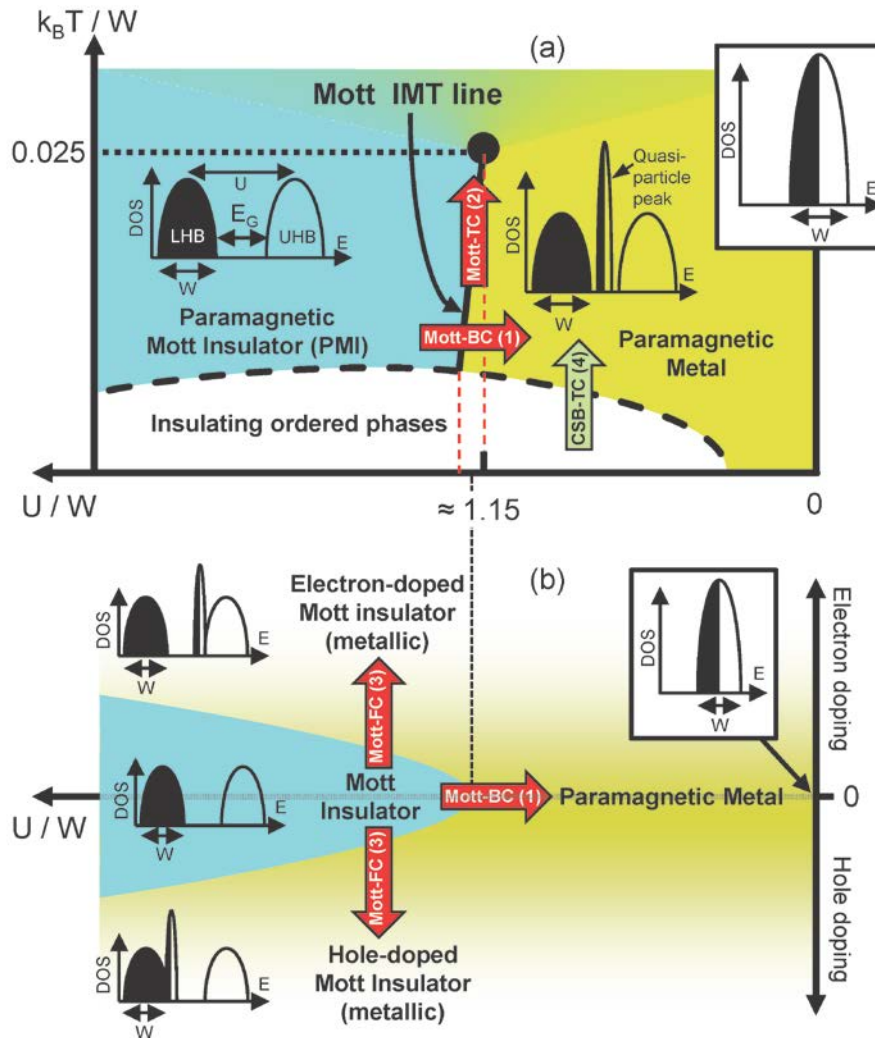 k_BT / W
(a)
Mott IMT line
0.025
DOS
U
E_G
LHB
UHB
E
W
Paramagnetic
Mott Insulator (PMI)
Mott-TC (2)
Mott-BC (1)
DOS
Quasi-
particle
peak
E
W
DOS
E
W
Paramagnetic
Metal
CSB-TC (4)
Insulating ordered phases
U / W
≈ 1.15
0
(b)
DOS
E
W
Electron-doped
Mott insulator
(metallic)
Mott-FC (3)
DOS
E
W
Electron doping
DOS
E
W
Mott
Insulator
Mott-BC (1)
Paramagnetic Metal
0
U / W
Mott-FC (3)
Hole doping
DOS
E
W
Hole-doped
Mott Insulator
(metallic)